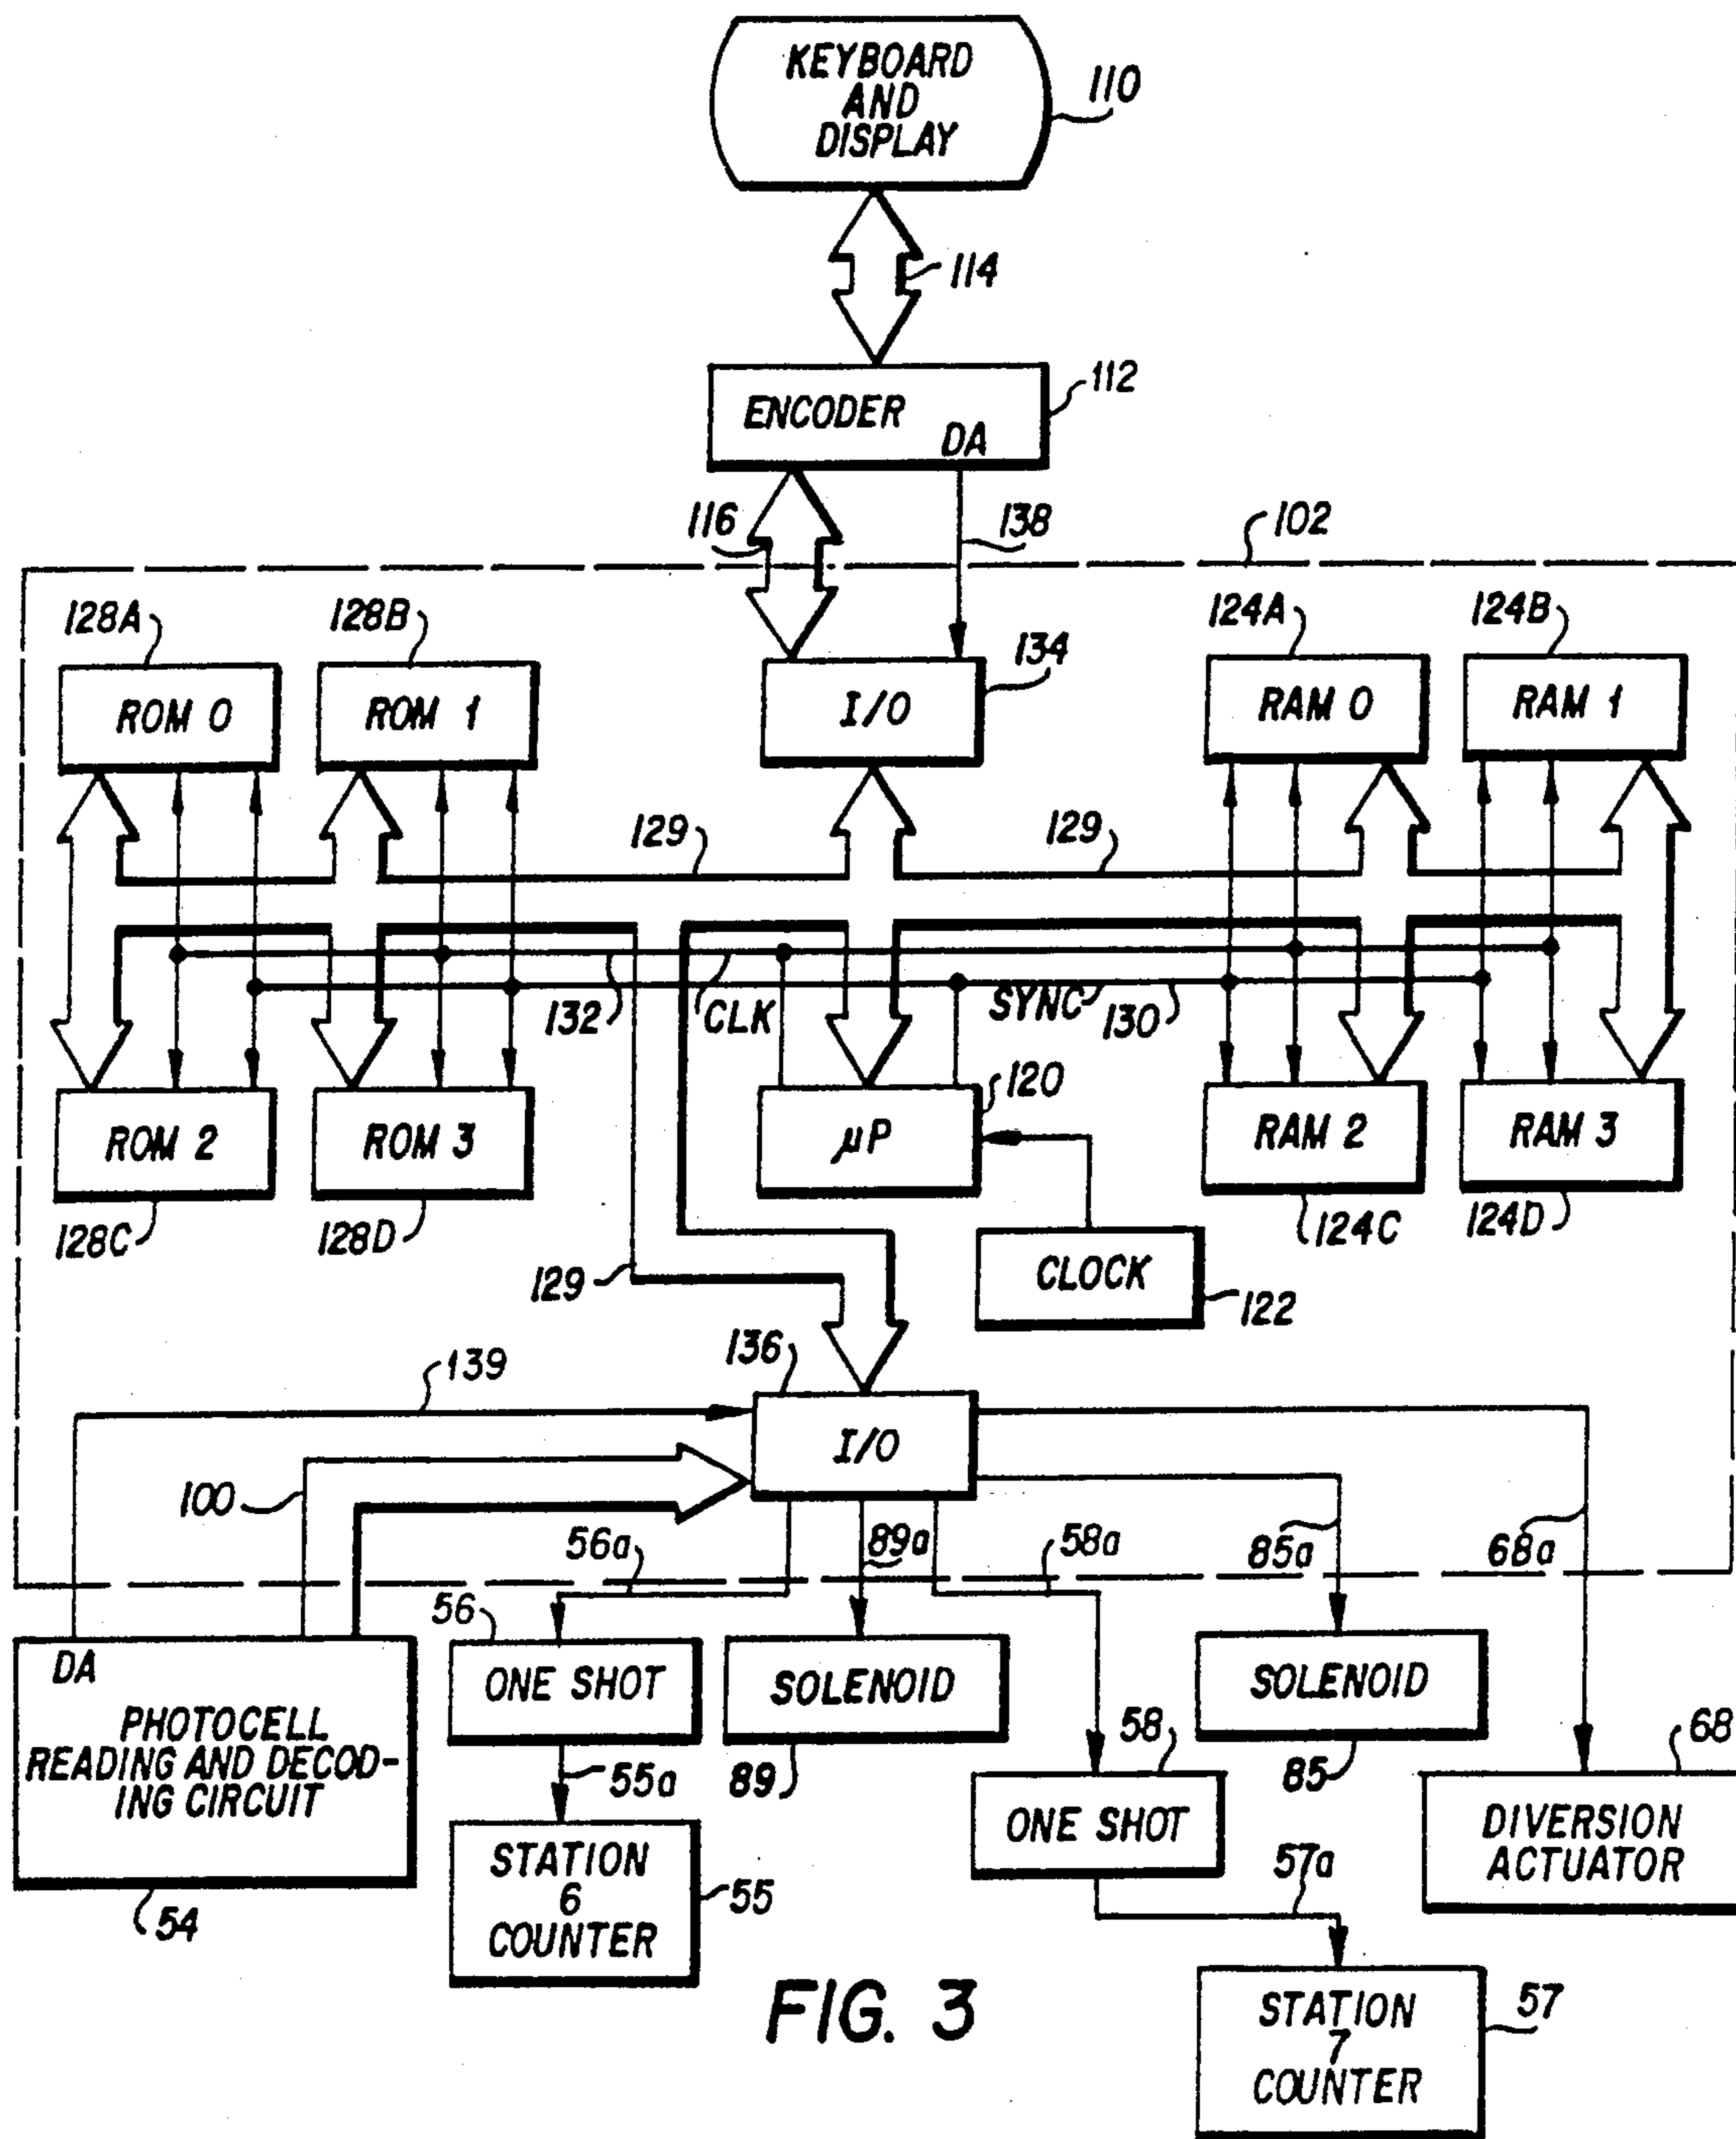 KEYBOARD
AND
DISPLAY
110
114
ENCODER
DA
112
116
138
102
128A
128B
134
124A
124B
ROM 0
ROM 1
I/O
RAM 0
RAM 1
129
129
132
CLK
SYNC
130
120
ROM 2
ROM 3
μP
RAM 2
RAM 3
128C
128D
124C
124D
129
CLOCK
122
136
139
I/O
100
56a
89a
58a
85a
68a
56
DA
PHOTOCELL
READING AND DECOD-
ING CIRCUIT
54
ONE SHOT
SOLENOID
89
SOLENOID
85
58
68
55a
ONE SHOT
DIVERSION
ACTUATOR
STATION
6
COUNTER
55
57a
STATION
7
COUNTER
57
FIG. 3